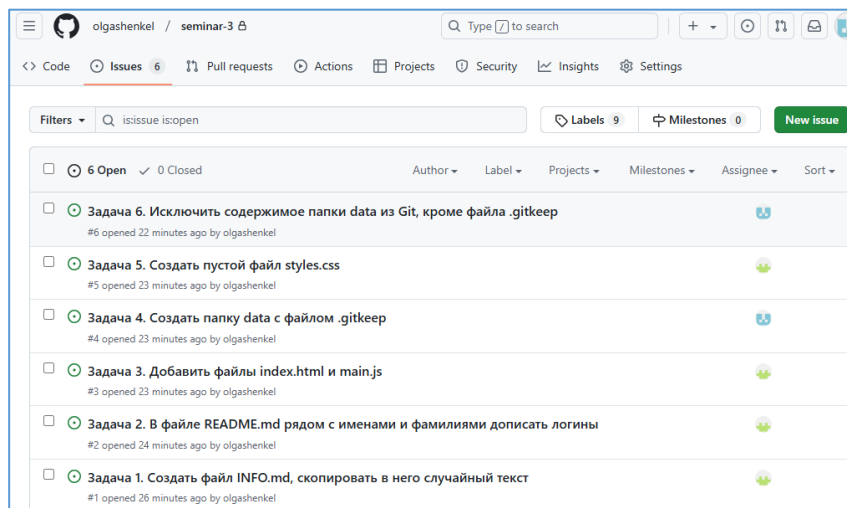 olgashenkel / seminar-3 Type / to search
Code Issues 6 Pull requests Actions Projects Security Insights Settings
Filters is:issue is:open Labels 9 Milestones 0 New issue
6 Open 0 Closed Author Label Projects Milestones Assignee Sort
Задача 6. Исключить содержимое папки data из Git, кроме файла .gitkeep
#6 opened 22 minutes ago by olgashenkel
Задача 5. Создать пустой файл styles.css
#5 opened 23 minutes ago by olgashenkel
Задача 4. Создать папку data с файлом .gitkeep
#4 opened 23 minutes ago by olgashenkel
Задача 3. Добавить файлы index.html и main.js
#3 opened 23 minutes ago by olgashenkel
Задача 2. В файле README.md рядом с именами и фамилиями дописать логины
#2 opened 24 minutes ago by olgashenkel
Задача 1. Создать файл INFO.md, скопировать в него случайный текст
#1 opened 26 minutes ago by olgashenkel